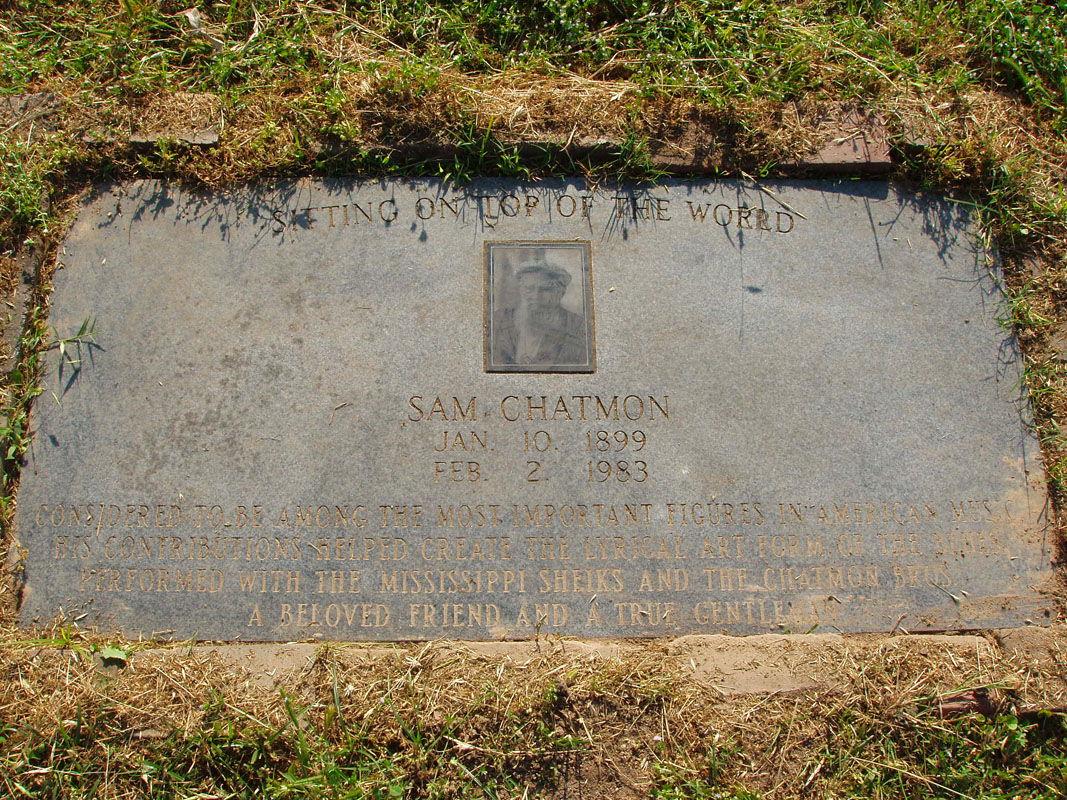 SITTING ON TOP OF THE WORLD
SAM CHATMON
JAN. 10. 1899
FEB. 2. 1983
CONSIDERED TO BE AMONG THE MOST IMPORTANT FIGURES IN AMERICAN
HIS CONTRIBUTIONS HELPED CREATE THE LYRICAL ART FORM OF THE BLUES
PERFORMED WITH THE MISSISSIPPI SHEIKS AND THE CHATMON BROS
A BELOVED FRIEND AND A TRUE GENTLEMAN